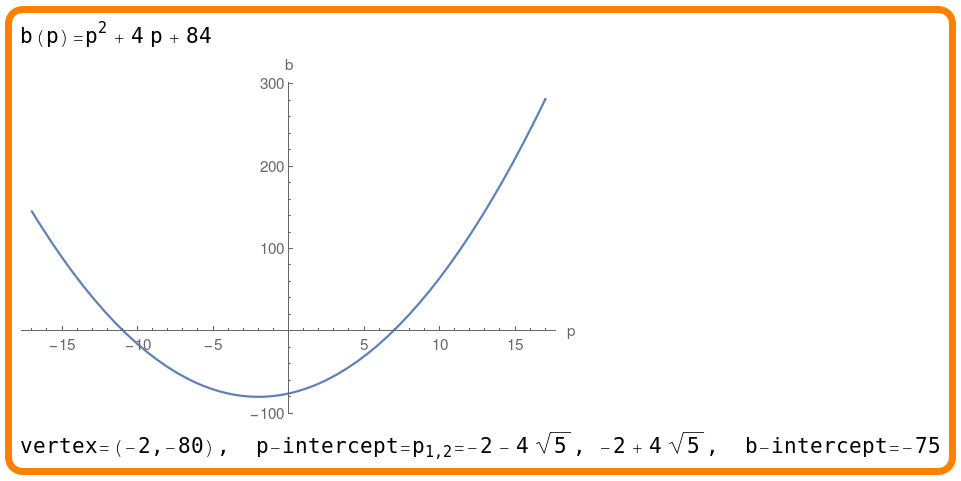 b(p)=p² + 4 p + 84
b
300
200
100
-15 -10 -5 5 10 15 p
-100
vertex=(-2,-80), p-intercept=p₁,₂=-2 - 4 √5, -2 + 4 √5, b-intercept=-75